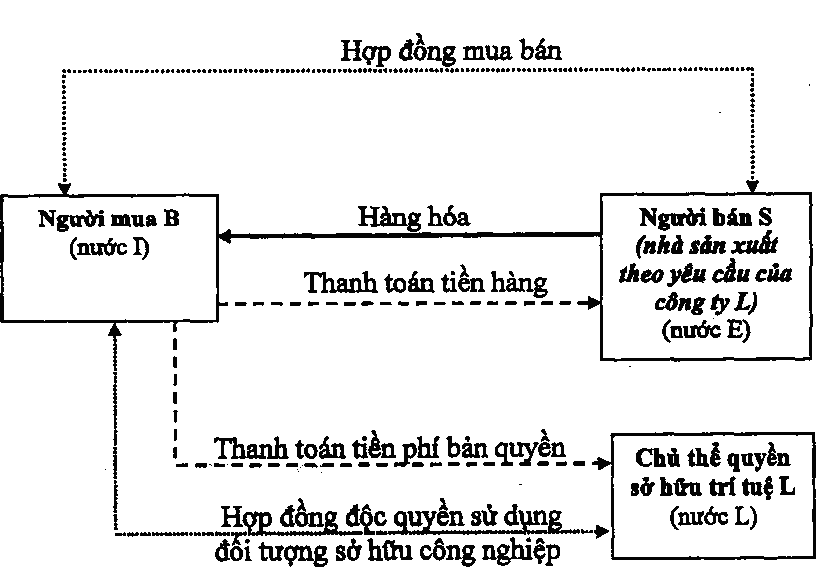 Hợp đồng mua bán
Người mua B
(nước I)
Hàng hóa
Thanh toán tiền hàng
Người bán S
(nhà sản xuất
theo yêu cầu của
công ty L)
(nước E)
Thanh toán tiền phí bản quyền
Hợp đồng độc quyền sử dụng
đối tượng sở hữu công nghiệp
Chủ thể quyền
sở hữu trí tuệ L
(nước L)